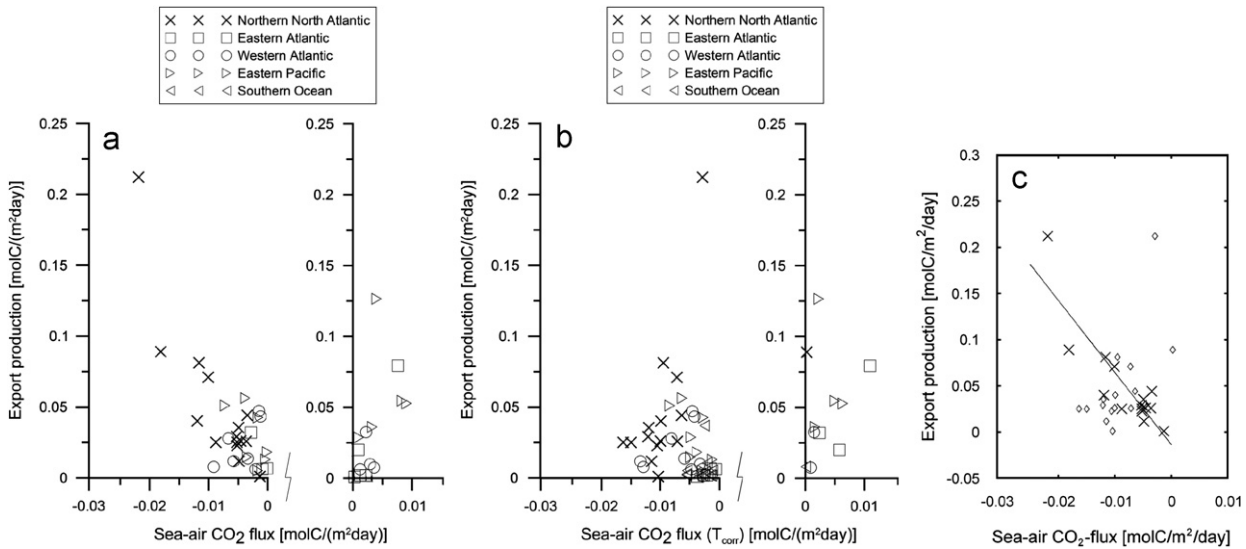 Northern North Atlantic
Eastern Atlantic
Western Atlantic
Eastern Pacific
Southern Ocean
a
Export production [molC/(m²day)]
0.25
0.2
0.15
0.1
0.05
0
-0.03 -0.02 -0.01 -0
0.25
0.2
0.15
0.1
0.05
0
0 0.01
Sea-air CO₂ flux [molC/(m²day)]
Northern North Atlantic
Eastern Atlantic
Western Atlantic
Eastern Pacific
Southern Ocean
b
Export production [molC/(m²day)]
0.25
0.2
0.15
0.1
0.05
0
-0.03 -0.02 -0.01 -0
0.25
0.2
0.15
0.1
0.05
0
0 0.01
Sea-air CO₂ flux (Tcorr) [molC/(m²day)]
c
Export production [molC/m²/day]
0.3
0.2
0.15
0.1
0.05
0
-0.05
-0.03 -0.02 -0.01 0 0.01
Sea-air CO₂-flux [molC/m²/day]